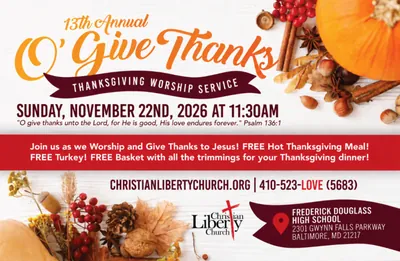 13th Annual
O' Give Thanks
THANKSGIVING WORSHIP SERVICE
SUNDAY, NOVEMBER 22ND, 2026 AT 11:30AM
"O give thanks unto the Lord, for He is good, His love endures forever." Psalm 136:1
Join us as we Worship and Give Thanks to Jesus! FREE Hot Thanksgiving Meal!
FREE Turkey! FREE Basket with all the trimmings for your Thanksgiving dinner!
CHRISTIANLIBERTYCHURCH.ORG | 410-523-LOVE (5683)
Christian
Liberty
Church
FREDERICK DOUGLASS
HIGH SCHOOL
2301 GWYNN FALLS PARKWAY
BALTIMORE, MD 21217